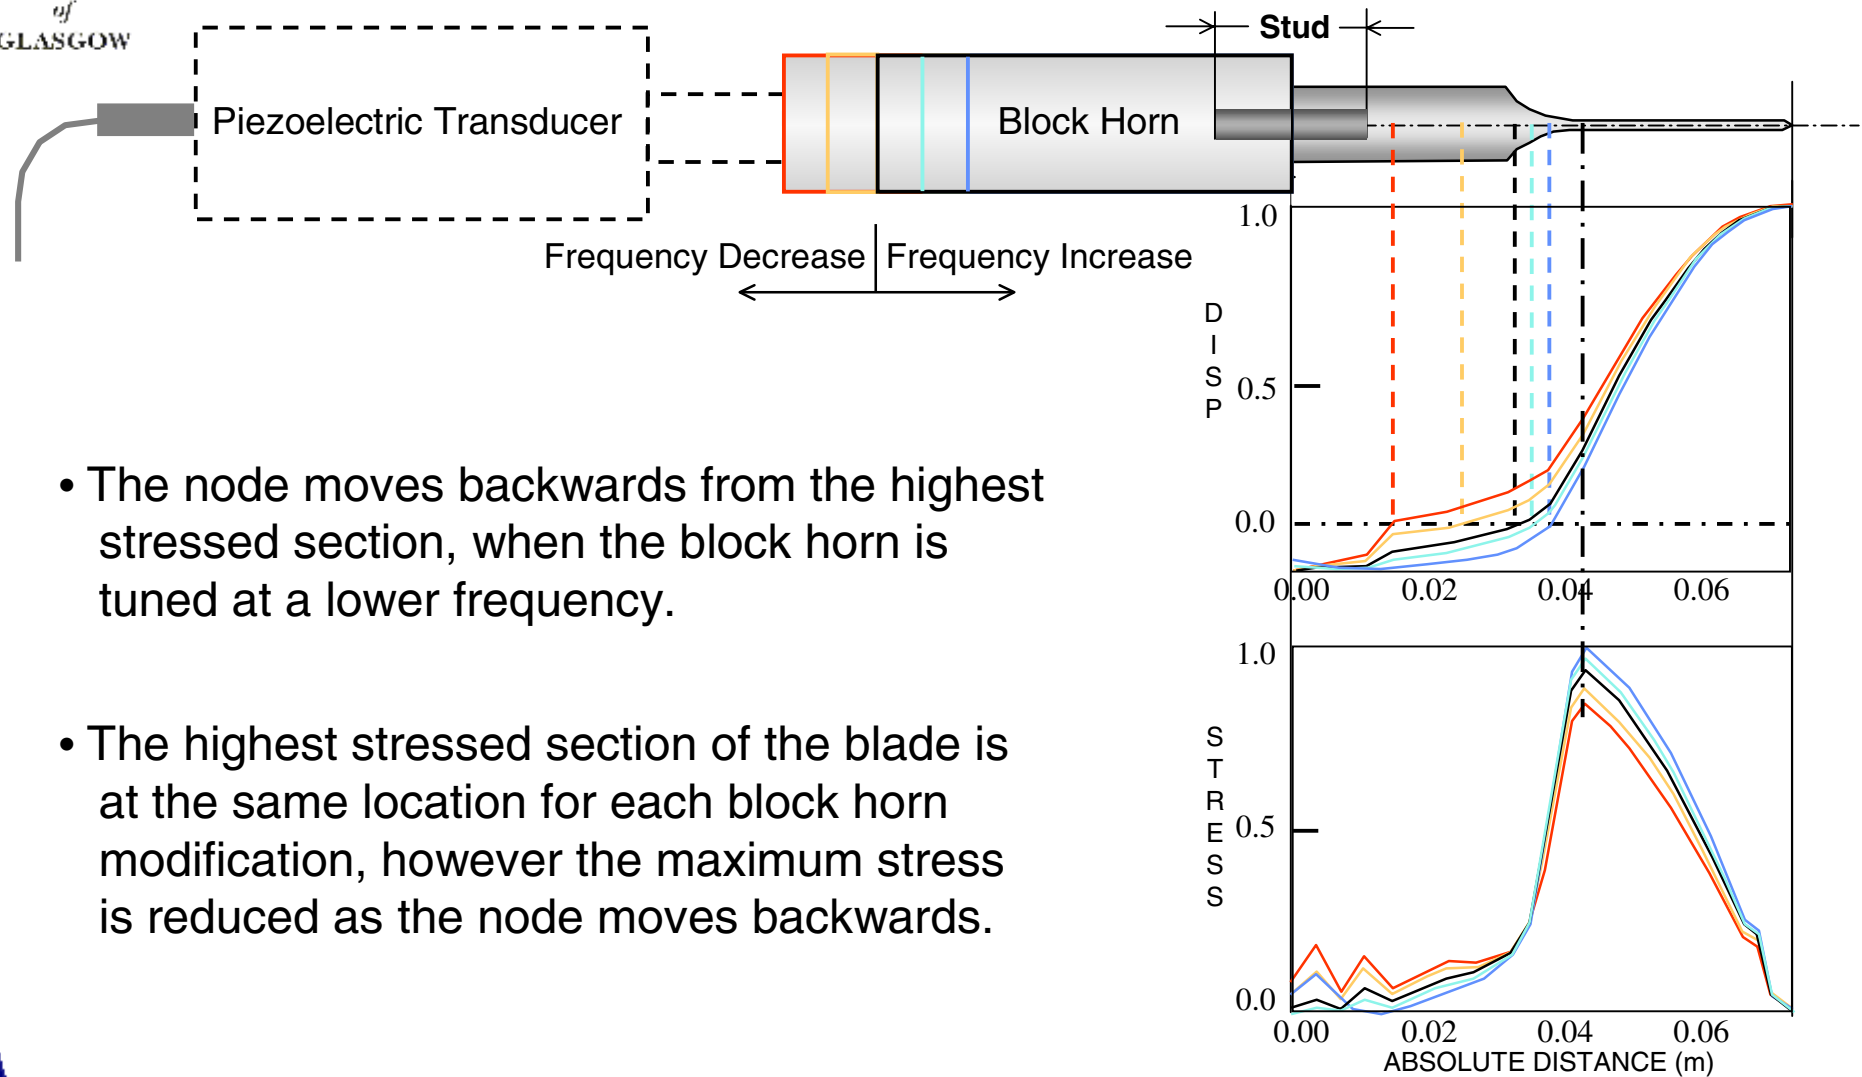 of
GLASGOW
Stud
Piezoelectric Transducer
Block Horn
Frequency Decrease
Frequency Increase
1.0
DISP
0.5
0.0
0.00 0.02 0.04 0.06
• The node moves backwards from the highest
stressed section, when the block horn is
tuned at a lower frequency.
• The highest stressed section of the blade is
at the same location for each block horn
modification, however the maximum stress
is reduced as the node moves backwards.
1.0
STRESS
0.5
0.0
0.00 0.02 0.04 0.06
ABSOLUTE DISTANCE (m)